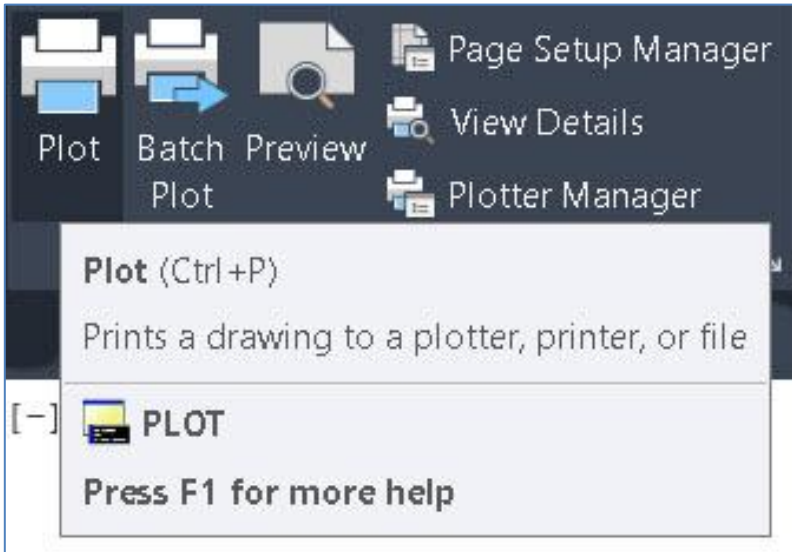 Plot
Batch
Plot
Preview
Page Setup Manager
View Details
Plotter Manager
Plot (Ctrl+P)
Prints a drawing to a plotter, printer, or file
[-]
PLOT
Press F1 for more help